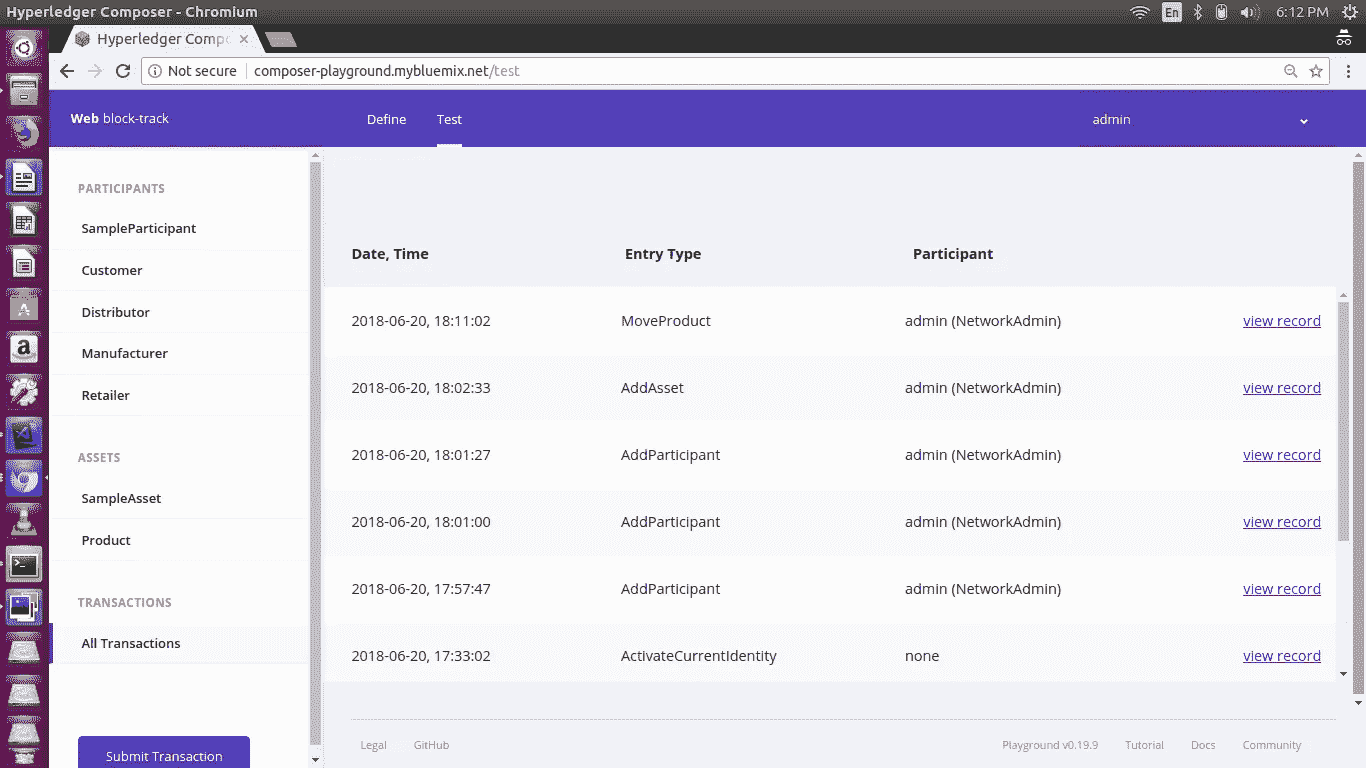 Hyperledger Composer - Chromium
En
6:12 PM
Hyperledger Compo
Not secure
composer-playground.mybluemix.net/test
Web block-track
Define
Test
admin
PARTICIPANTS
SampleParticipant
Customer
Distributor
Manufacturer
Retailer
ASSETS
SampleAsset
Product
TRANSACTIONS
All Transactions
Submit Transaction
Date, Time Entry Type Participant
2018-06-20, 18:11:02 MoveProduct admin (NetworkAdmin) view record
2018-06-20, 18:02:33 AddAsset admin (NetworkAdmin) view record
2018-06-20, 18:01:27 AddParticipant admin (NetworkAdmin) view record
2018-06-20, 18:01:00 AddParticipant admin (NetworkAdmin) view record
2018-06-20, 17:57:47 AddParticipant admin (NetworkAdmin) view record
2018-06-20, 17:33:02 ActivateCurrentIdentity none view record
Legal GitHub Playground v0.19.9 Tutorial Docs Community